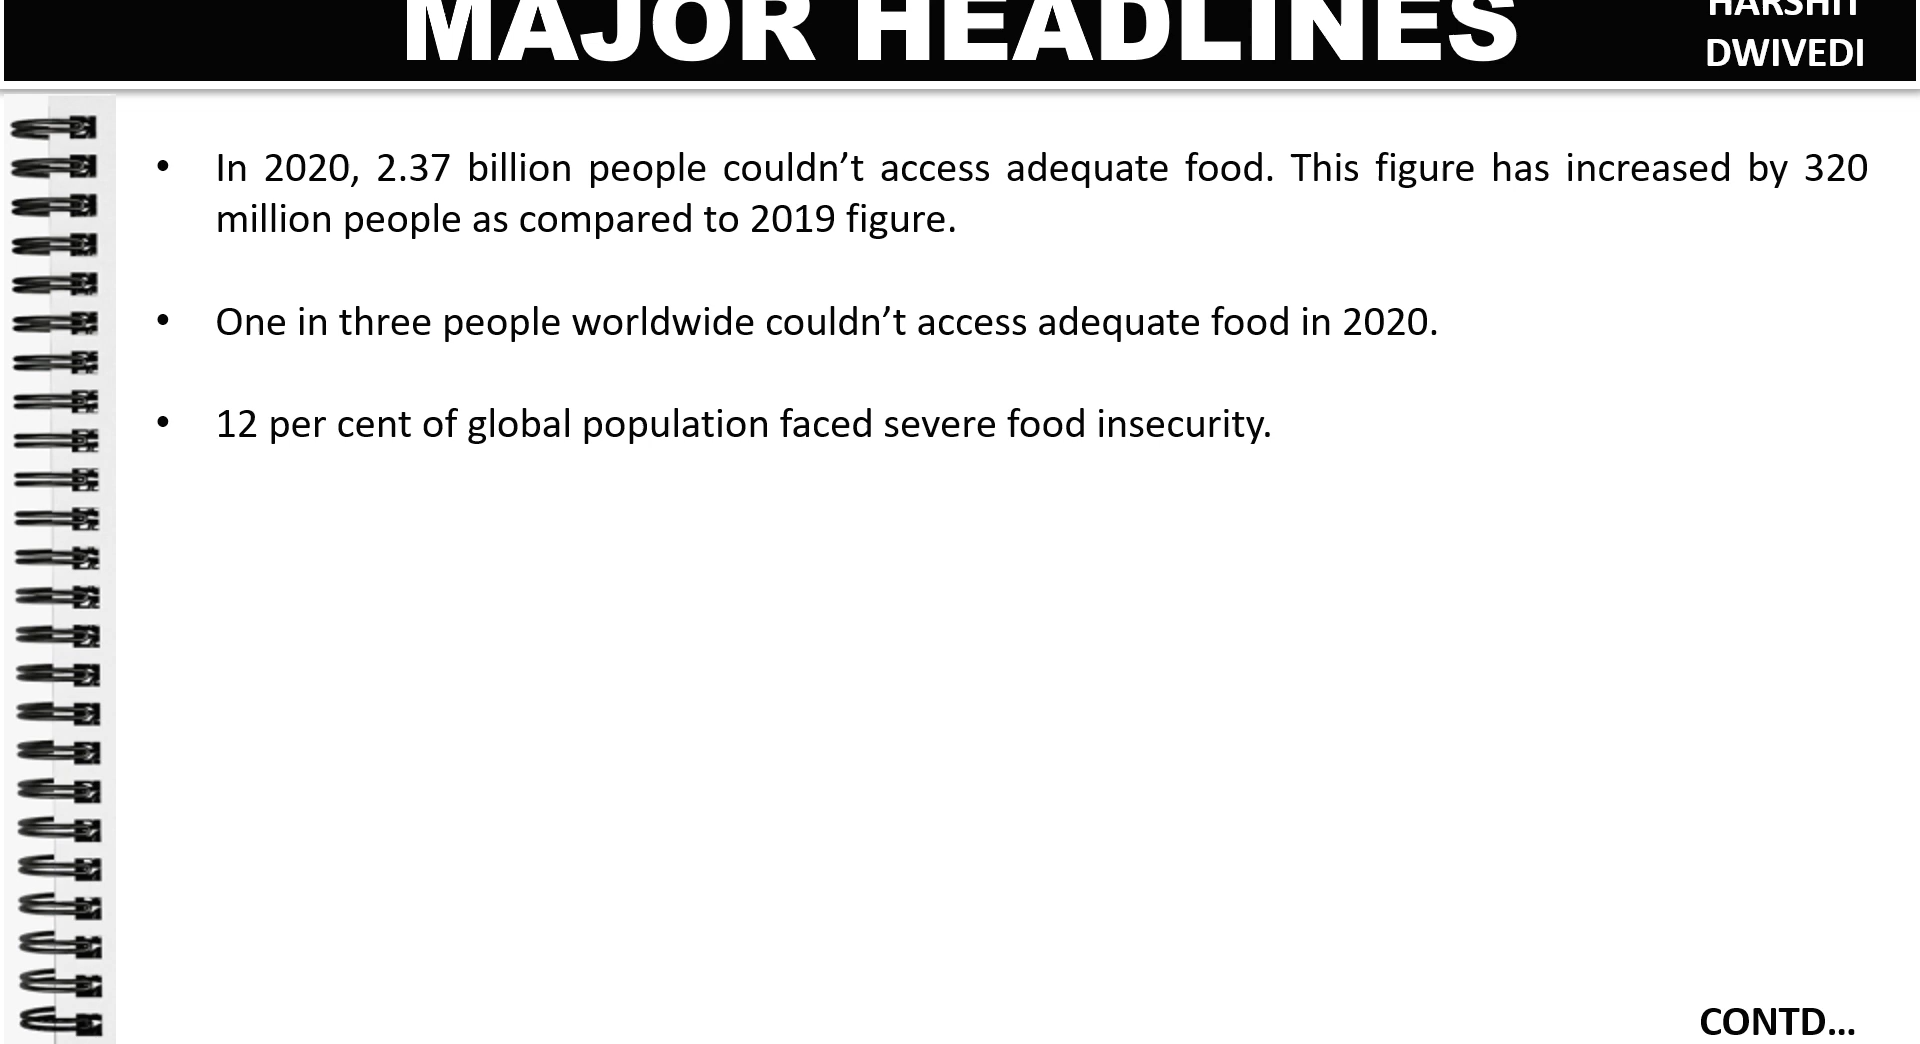 MAJOR HEADLINES
HARSHIT
DWIVEDI
• In 2020, 2.37 billion people couldn’t access adequate food. This figure has increased by 320
million people as compared to 2019 figure.
• One in three people worldwide couldn’t access adequate food in 2020.
• 12 per cent of global population faced severe food insecurity.
CONTD...